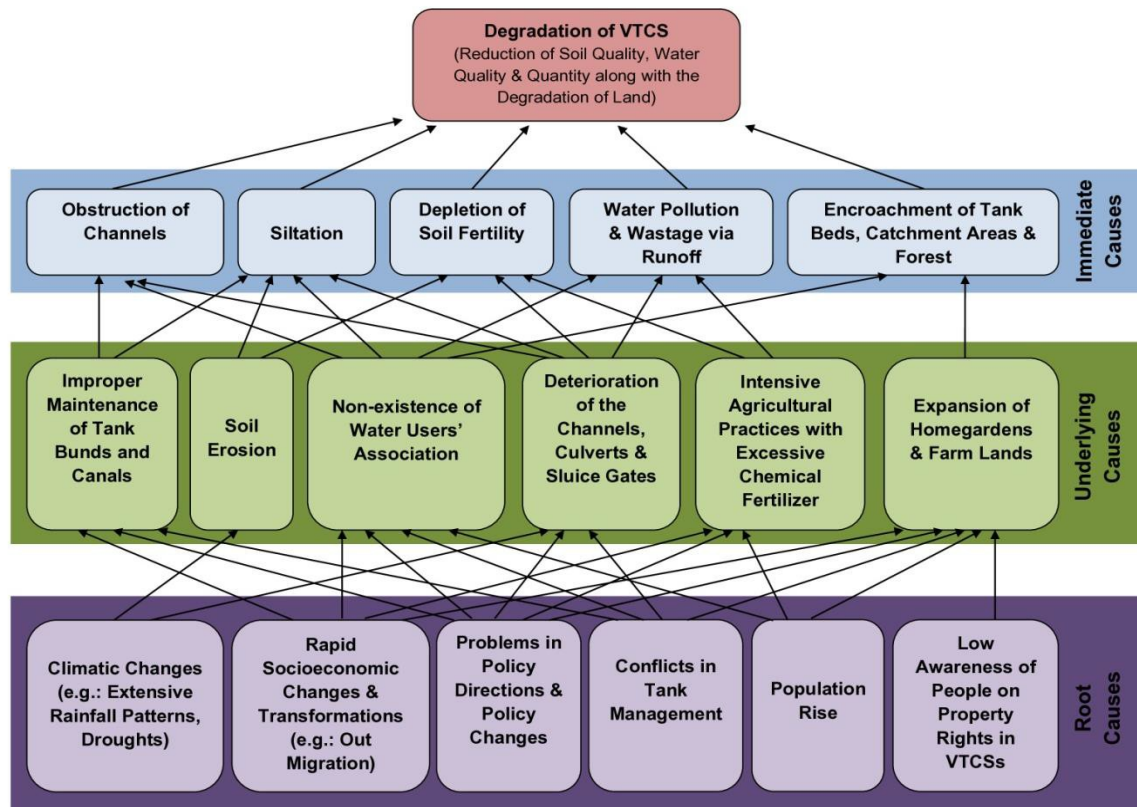 Degradation of VTCS
(Reduction of Soil Quality, Water
Quality & Quantity along with the
Degradation of Land)
Obstruction of
Channels
Siltation
Depletion of
Soil Fertility
Water Pollution
& Wastage via
Runoff
Encroachment of Tank
Beds, Catchment Areas &
Forest
Immediate
Causes
Improper
Maintenance
of Tank
Bunds and
Canals
Soil
Erosion
Non-existence of
Water Users’
Association
Deterioration
of the
Channels,
Culverts &
Sluice Gates
Intensive
Agricultural
Practices with
Excessive
Chemical
Fertilizer
Expansion of
Homegardens
& Farm Lands
Underlying
Causes
Climatic Changes
(e.g.: Extensive
Rainfall Patterns,
Droughts)
Rapid
Socioeconomic
Changes &
Transformations
(e.g.: Out
Migration)
Problems in
Policy
Directions &
Policy
Changes
Conflicts in
Tank
Management
Population
Rise
Low
Awareness of
People on
Property
Rights in
VTCSs
Root
Causes